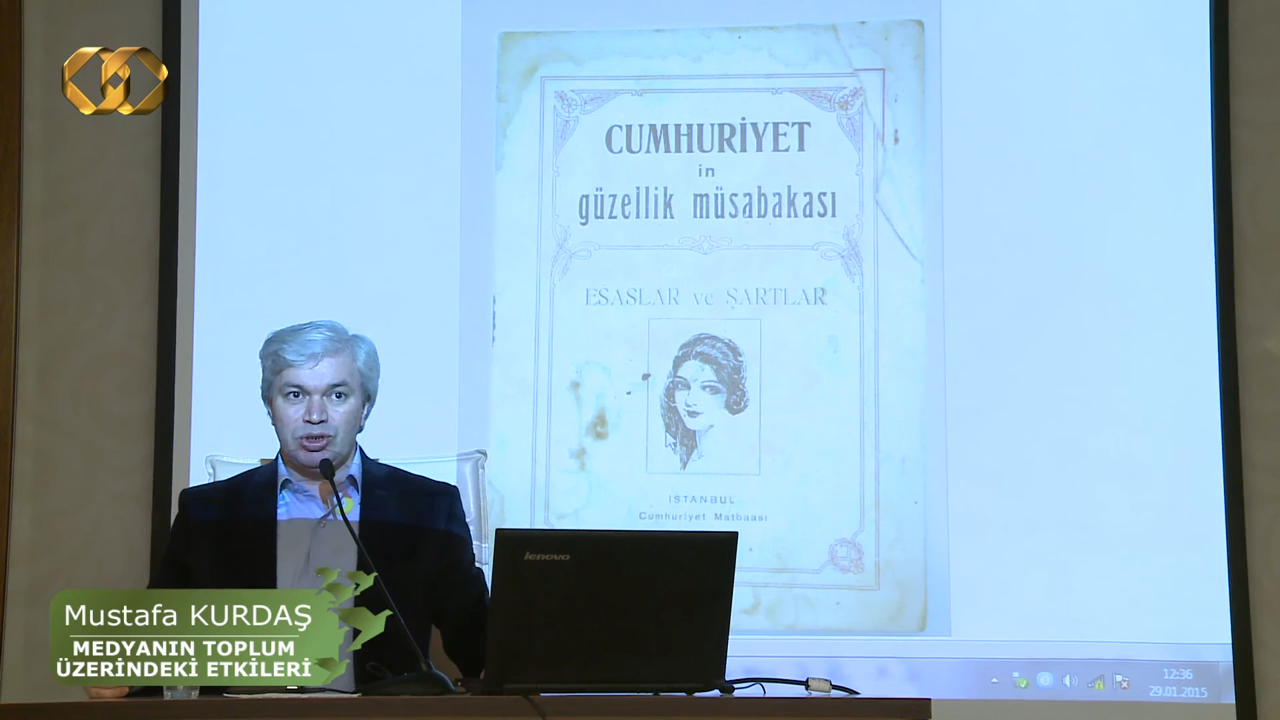 CUMHURİYET
in
güzellik müsabakası
ESASLAR ve ŞARTLAR
İSTANBUL
Cumhuriyet Matbaası
lenovo
Mustafa KURDAŞ
MEDYANIN TOPLUM
ÜZERİNDEKİ ETKİLERİ
12:36
29.01.2015